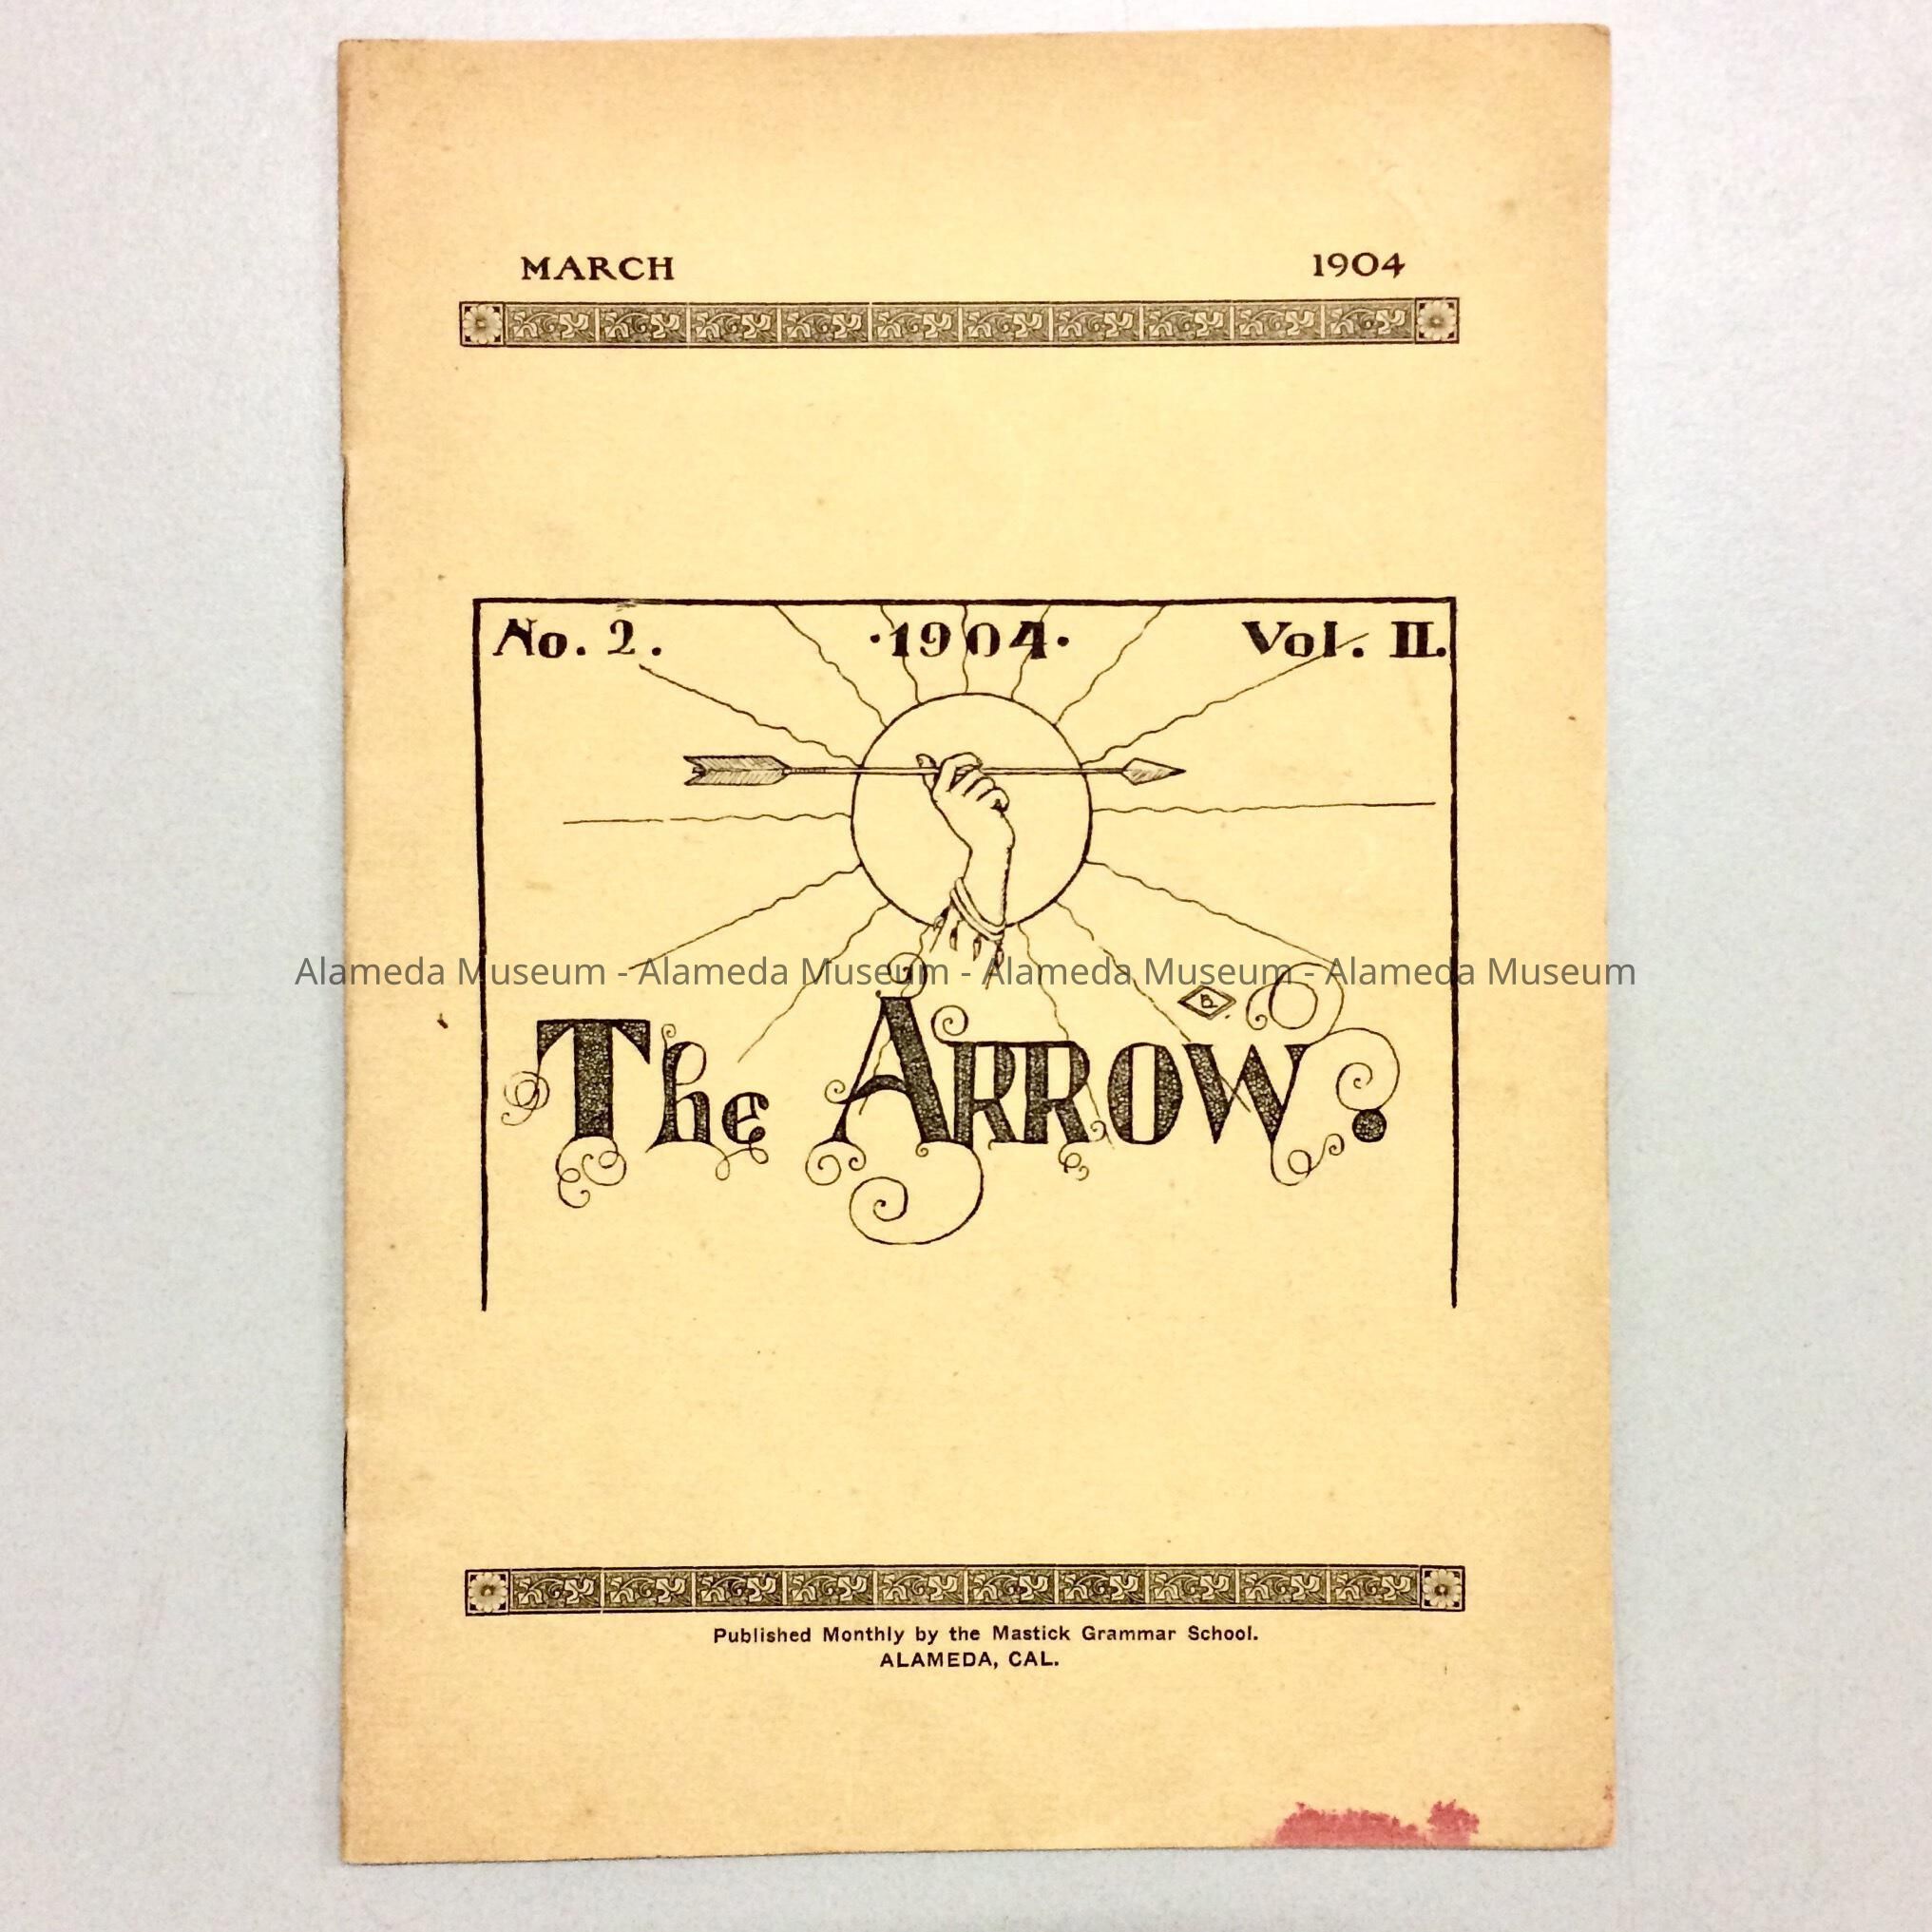 MARCH 1904
No. 2. ·1904· Vol. II.
Alameda Museum - Alameda Museum - Alameda Museum - Alameda Museum
The Arrow.
Published Monthly by the Mastick Grammar School.
ALAMEDA, CAL.